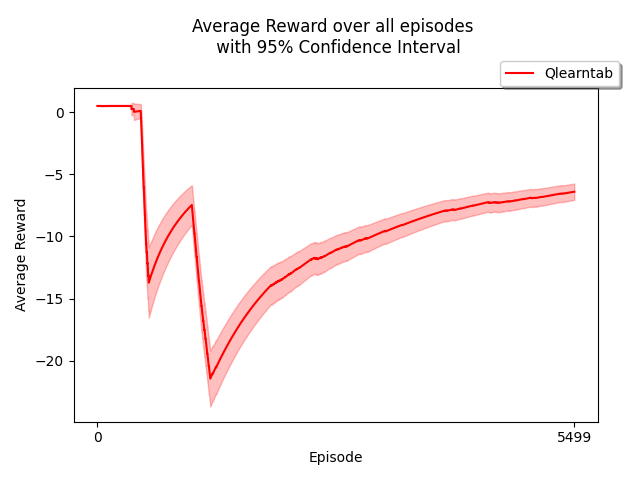 Average Reward over all episodes
with 95% Confidence Interval
Qlearntab
0
−5
−10
−15
−20
Average Reward
0
5499
Episode